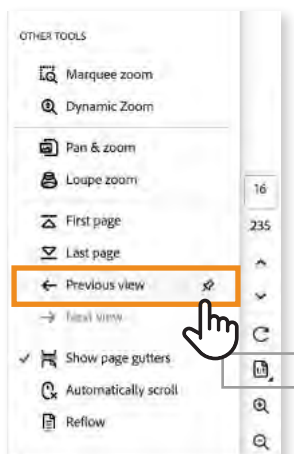 OTHER TOOLS
Marquee zoom
Dynamic Zoom
Pan & zoom
Loupe zoom
16
First page
235
Last page
Previous view
Next view
Show page gutters
Automatically scroll
Reflow